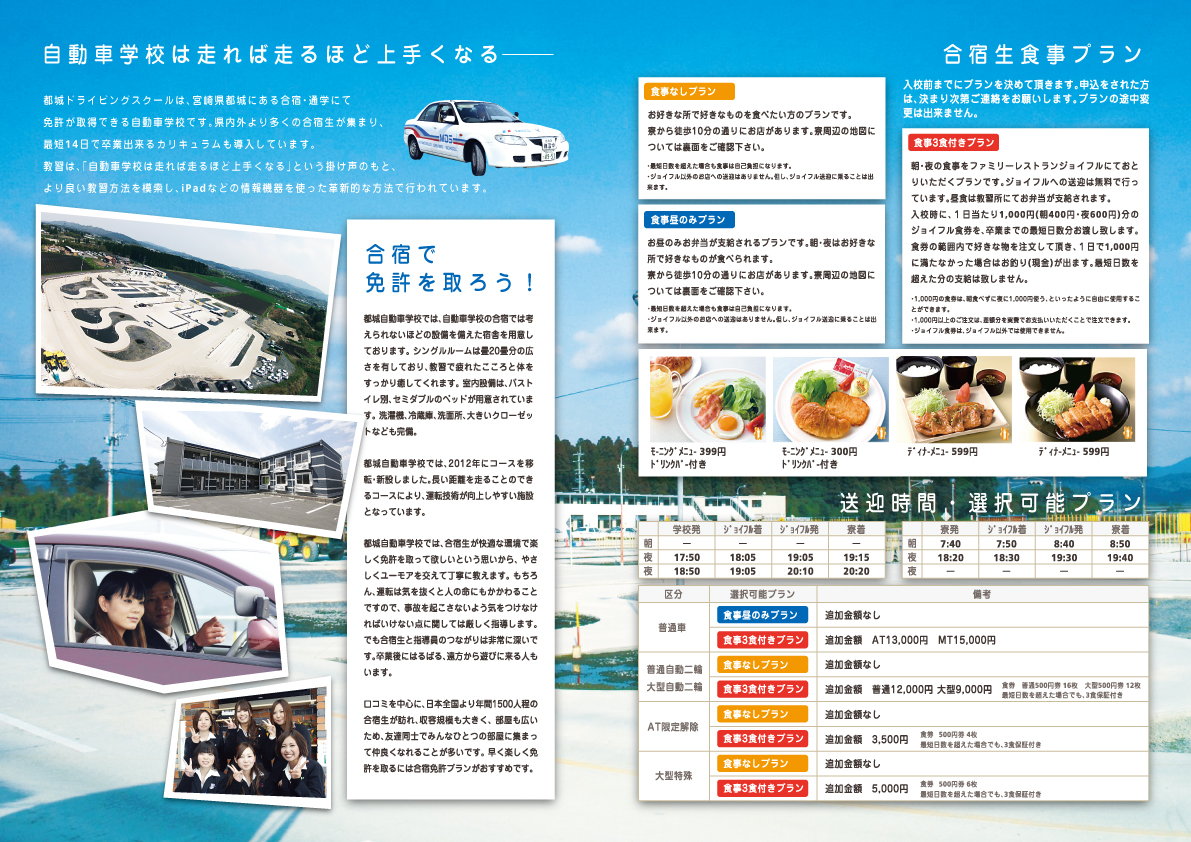 自動車学校は走れば走るほど上手くなる
都城ドライビングスクールは、宮崎県都城にある合宿・通学にて
免許が取得できる自動車学校です。県内外より多くの合宿生が集まり、
最短14日で卒業出来るカリキュラムも導入しています。
教習は、「自動車学校は走れば走るほど上手くなる」という掛け声のもと、
より良い教習方法を模索し、iPadなどの情報機器を使った革新的な方法で行われています。
MDS
合宿で
免許を取ろう！
都城自動車学校では、自動車学校の合宿では考
えられないほどの設備を備えた宿舎を用意し
ております。シングルルームは畳20畳分の広
さを有しており、教習で疲れたこころと体を
すっかり癒してくれます。室内設備は、バスト
イレ別、セミダブルのベッドが用意されていま
す。洗濯機、冷蔵庫、洗面所、大きいクローゼッ
トなども完備。
都城自動車学校では、2012年にコースを移
転・新設しました。長い距離を走ることのでき
るコースにより、運転技術が向上しやすい施設
となっています。
都城自動車学校では、合宿生が快適な環境で楽
しく免許を取って欲しいという思いから、やさ
しくユーモアを交えて丁寧に教えます。もちろ
ん、運転は気を抜くと人の命にもかかわること
ですので、事故を起こさないよう気をつけなけ
ればいけない点に関しては厳しく指導します。
でも合宿生と指導員のつながりは非常に深いで
す。卒業後にはるばる、遠方から遊びに来る人も
います。
口コミを中心に、日本全国より年間1500人程の
合宿生が訪れ、収容規模も大きく、部屋も広い
ため、友達同士でみんなひとつの部屋に集まっ
て仲良くなれることが多いです。早く楽しく免
許を取るには合宿免許プランがおすすめです。
合宿生食事プラン
入校前までにプランを決めて頂きます。申込をされた方
は、決まり次第ご連絡をお願いします。プランの途中変
更は出来ません。
食事なしプラン
お好きな所で好きなものを食べたい方のプランです。
寮から徒歩10分の通りにお店があります。寮周辺の地図に
ついては裏面をご確認下さい。
・最短日数を超えた場合も食事は自己負担になります。
・ジョイフル以外のお店への送迎はありません。但し、ジョイフル送迎に乗ることは出
来ます。
食事昼のみプラン
お昼のみお弁当が支給されるプランです。朝・夜はお好きな
所で好きなものが食べられます。
寮から徒歩10分の通りにお店があります。寮周辺の地図に
ついては裏面をご確認下さい。
・最短日数を超えた場合も食事は自己負担になります。
・ジョイフル以外のお店への送迎はありません。但し、ジョイフル送迎に乗ることは出
来ます。
食事3食付きプラン
朝・夜の食事をファミリーレストランジョイフルにておと
りいただくプランです。ジョイフルへの送迎は無料で行っ
ています。昼食は教習所にてお弁当が支給されます。
入校時に、1日当たり1,000円(朝400円・夜600円)分の
ジョイフル食券を、卒業までの最短日数分お渡し致します。
食券の範囲内で好きな物を注文して頂き、1日で1,000円
に満たなかった場合はお釣り(現金)が出ます。最短日数を
超えた分の支給は致しません。
・1,000円の食券は、朝食べずに夜に1,000円使う、といったように自由に使用するこ
とができます。
・1,000円以上のご注文は、差額分を実費でお支払いいただくことで注文できます。
・ジョイフル食券は、ジョイフル以外では使用できません。
ﾓｰﾆﾝｸﾞﾒﾆｭｰ 399円
ﾄﾞﾘﾝｸﾊﾞｰ付き
ﾓｰﾆﾝｸﾞﾒﾆｭｰ 300円
ﾄﾞﾘﾝｸﾊﾞｰ付き
ﾃﾞｨﾅｰﾒﾆｭｰ 599円
ﾃﾞｨﾅｰﾒﾆｭｰ 599円
送迎時間・選択可能プラン
学校発 ｼﾞｮｲﾌﾙ着 ｼﾞｮｲﾌﾙ発 寮着
朝 ― ― ― ―
夜 17:50 18:05 19:05 19:15
夜 18:50 19:05 20:10 20:20
寮発 ｼﾞｮｲﾌﾙ着 ｼﾞｮｲﾌﾙ発 寮着
朝 7:40 7:50 8:40 8:50
夜 18:20 18:30 19:30 19:40
夜 ― ― ― ―
区分 選択可能プラン 備考
普通車
食事昼のみプラン 追加金額なし
食事3食付きプラン 追加金額 AT13,000円 MT15,000円
普通自動二輪
大型自動二輪
食事なしプラン 追加金額なし
食事3食付きプラン 追加金額 普通12,000円 大型9,000円
食券 普通500円券 16枚 大型500円券 12枚
最短日数を超えた場合でも、3食保証付き
AT限定解除
食事なしプラン 追加金額なし
食事3食付きプラン 追加金額 3,500円
食券 500円券 4枚
最短日数を超えた場合でも、3食保証付き
大型特殊
食事なしプラン 追加金額なし
食事3食付きプラン 追加金額 5,000円
食券 500円券 6枚
最短日数を超えた場合でも、3食保証付き